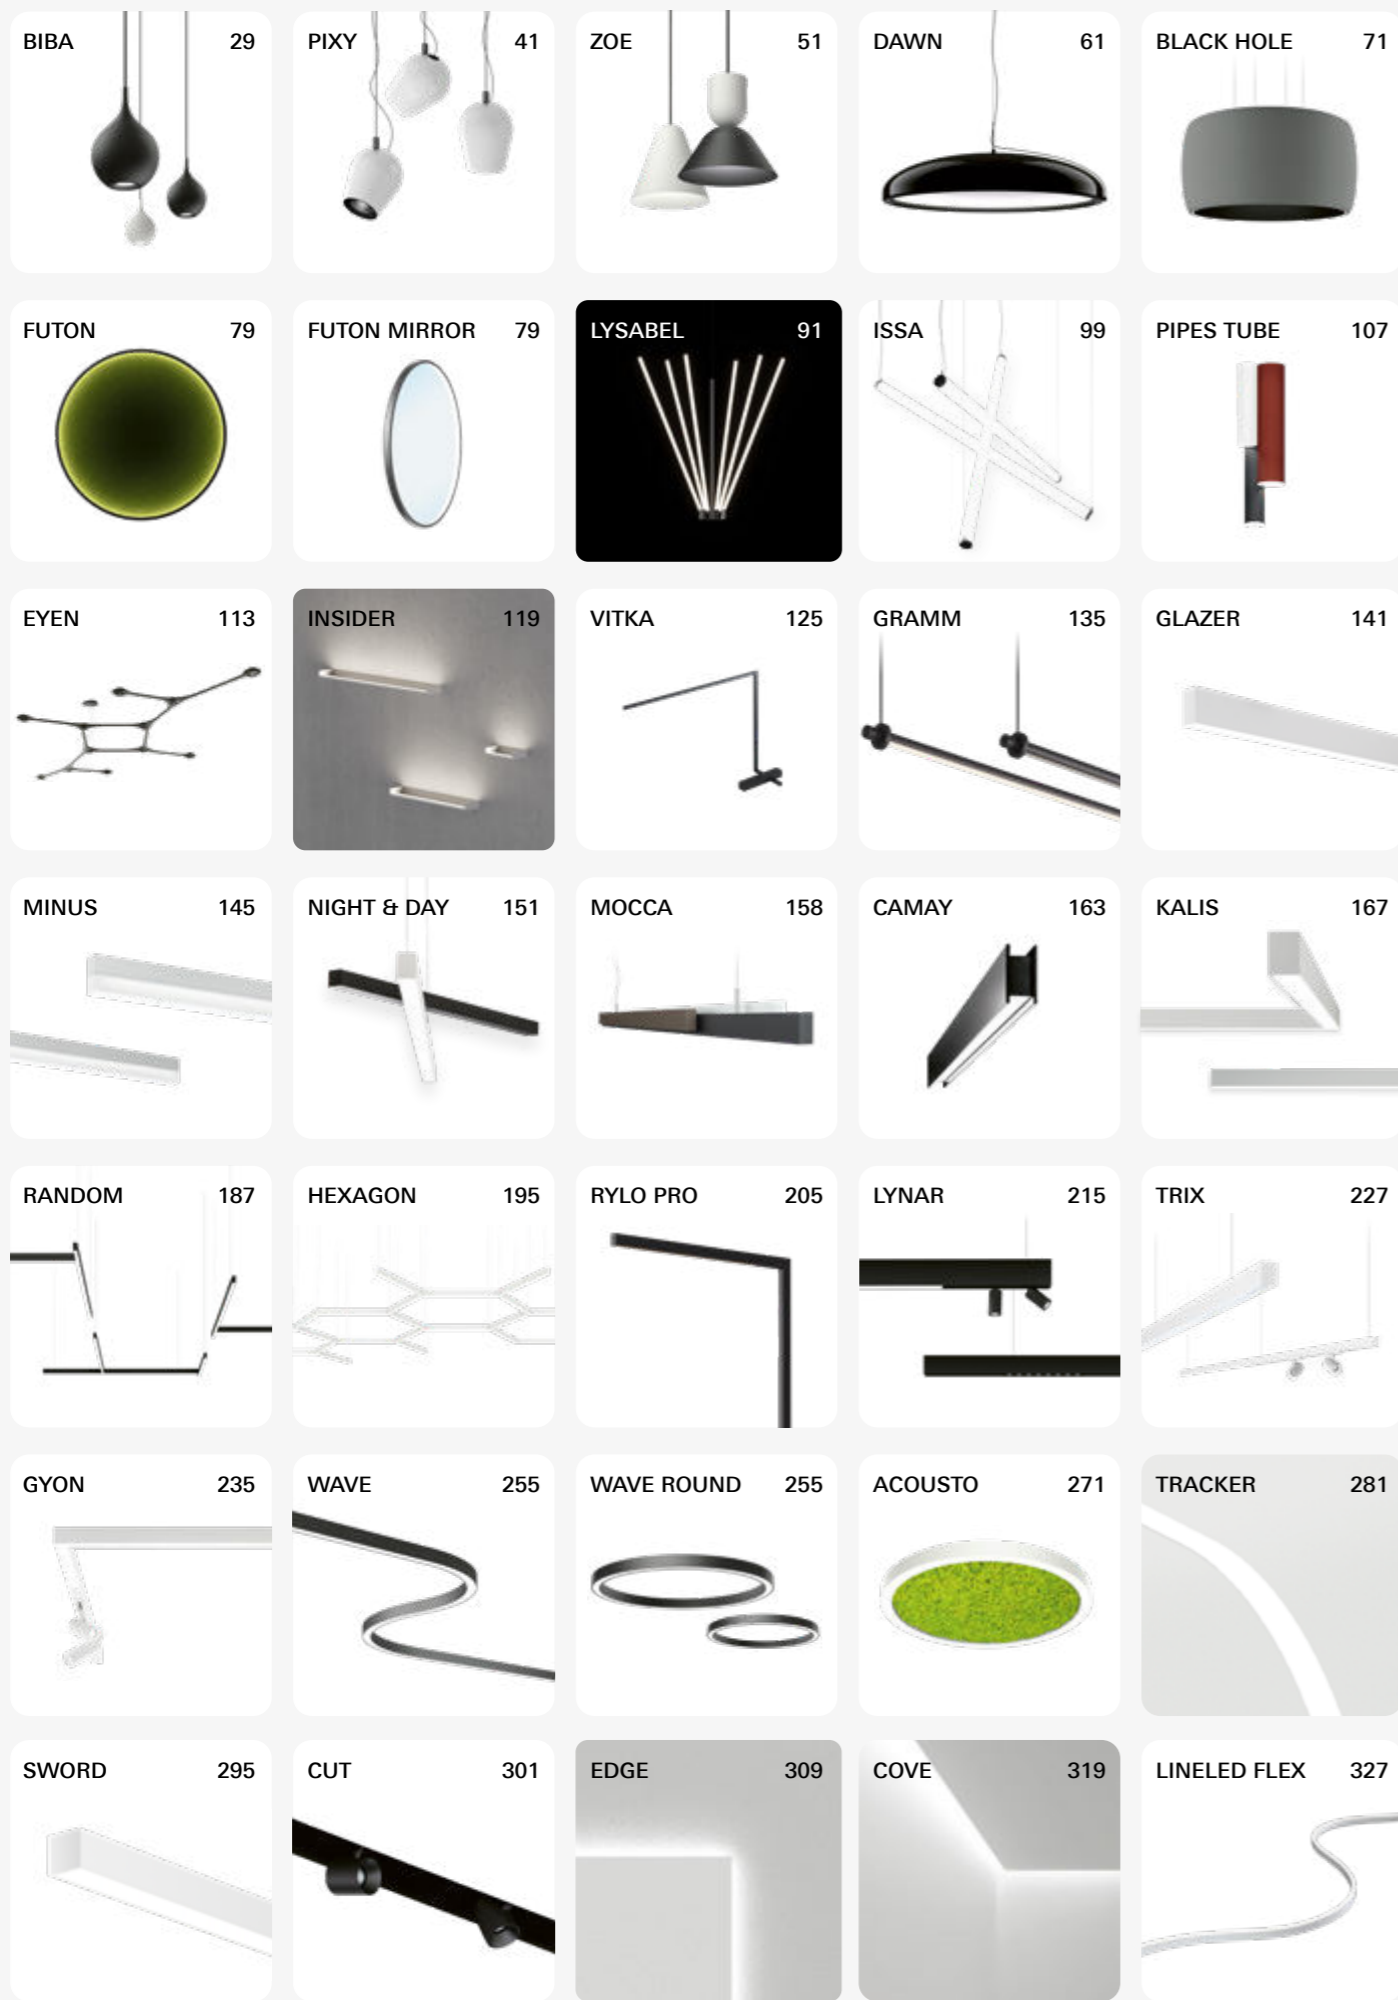 BIBA 29
PIXY 41
ZOE 51
DAWN 61
BLACK HOLE 71
FUTON 79
FUTON MIRROR 79
LYSABEL 91
ISSA 99
PIPES TUBE 107
EYEN 113
INSIDER 119
VITKA 125
GRAMM 135
GLAZER 141
MINUS 145
NIGHT & DAY 151
MOCCA 158
CAMAY 163
KALIS 167
RANDOM 187
HEXAGON 195
RYLO PRO 205
LYNAR 215
TRIX 227
GYON 235
WAVE 255
WAVE ROUND 255
ACOUSTO 271
TRACKER 281
SWORD 295
CUT 301
EDGE 309
COVE 319
LINELED FLEX 327